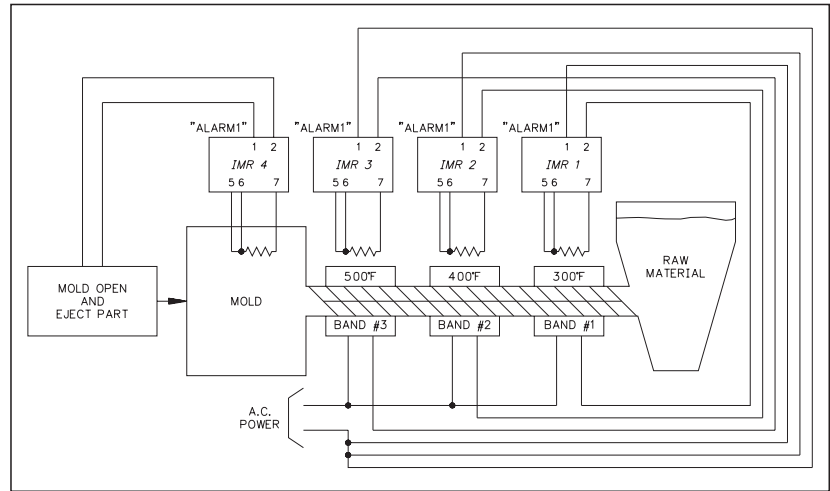 "ALARM1" "ALARM1" "ALARM1" "ALARM1"
1 2 1 2 1 2 1 2
IMR 4 IMR 3 IMR 2 IMR 1
5 6 7 5 6 7 5 6 7 5 6 7
RAW
MATERIAL
500°F 400°F 300°F
MOLD OPEN
AND
EJECT PART
MOLD
BAND #3 BAND #2 BAND #1
A.C.
POWER